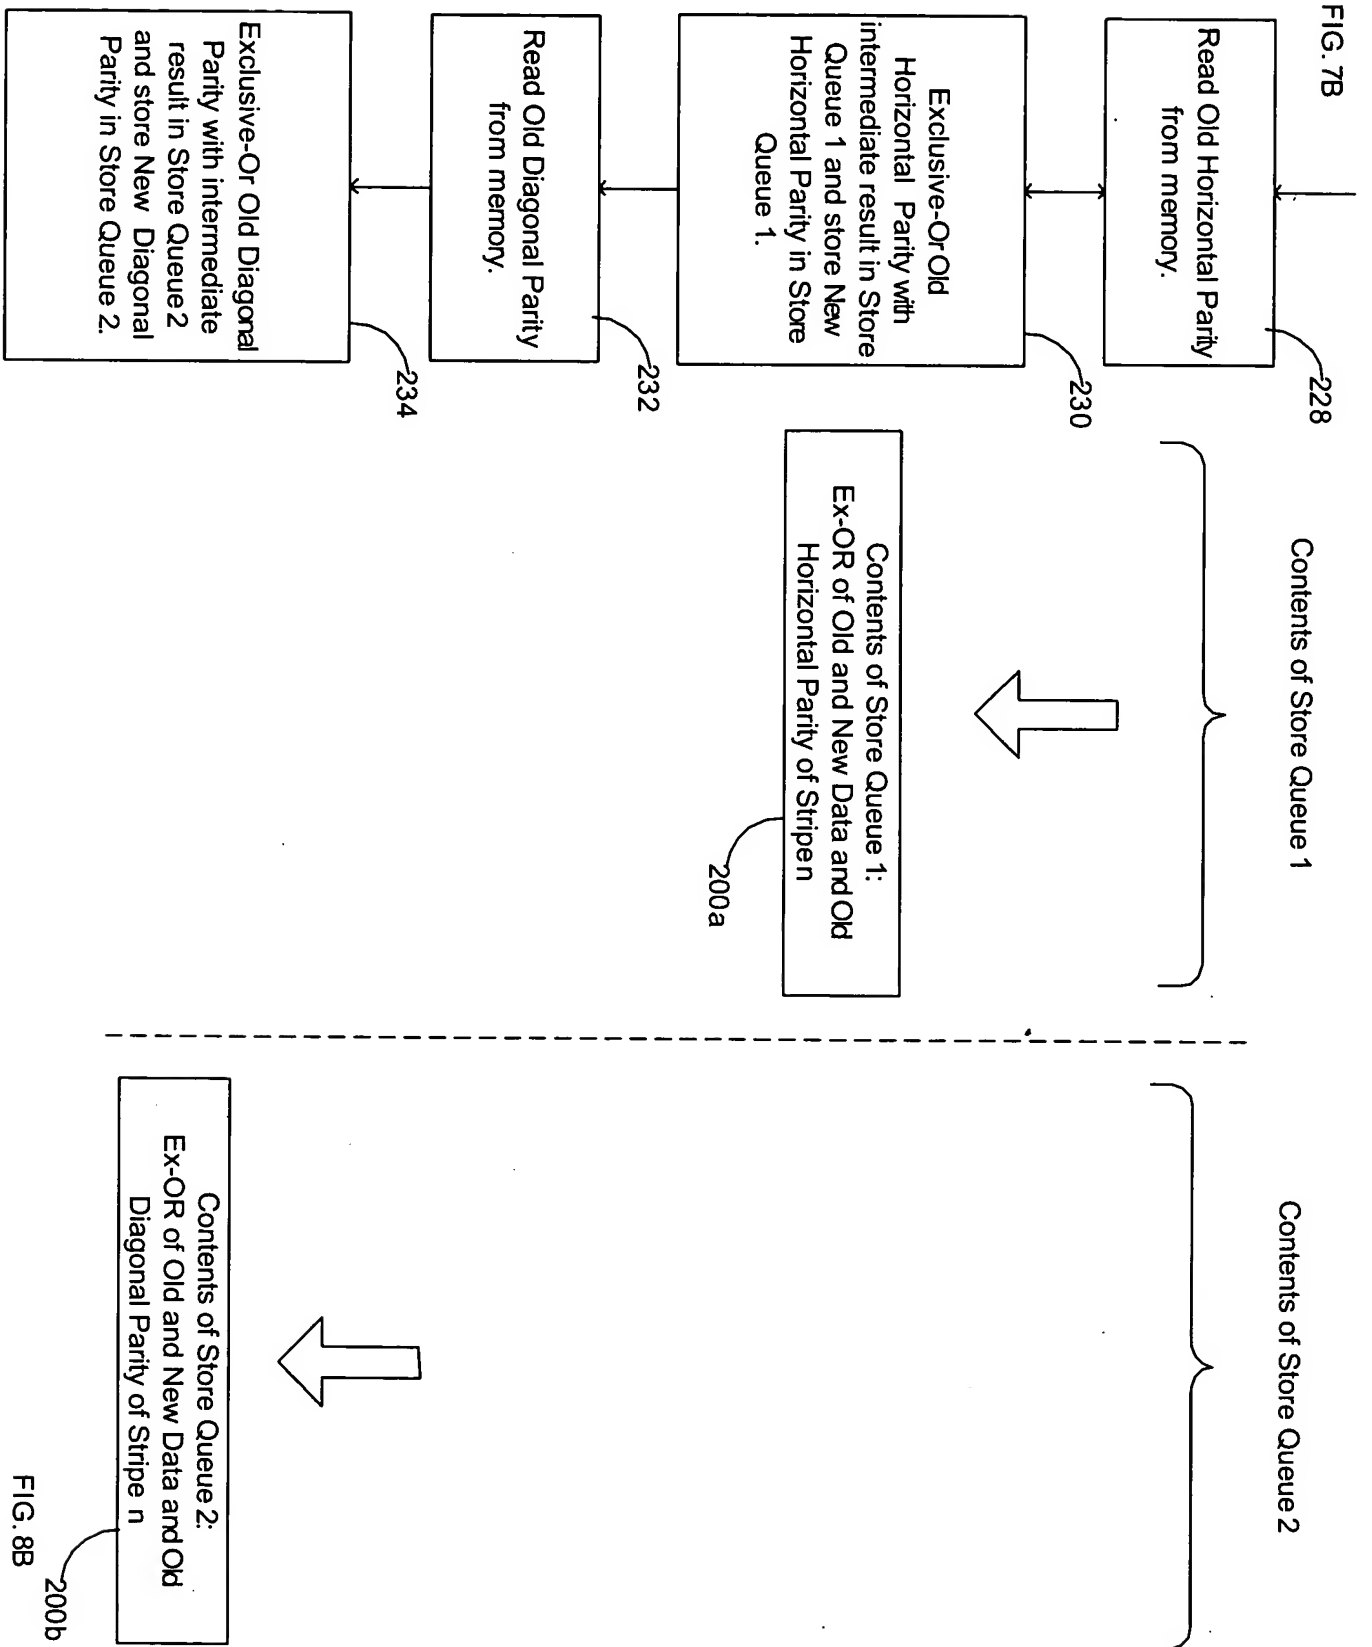 FIG. 7B
Read Old Horizontal Parity
from memory.
228
Exclusive-Or Old
Horizontal Parity with
intermediate result in Store
Queue 1 and store New
Horizontal Parity in Store
Queue 1.
230
Read Old Diagonal Parity
from memory.
232
Exclusive-Or Old Diagonal
Parity with intermediate
result in Store Queue 2
and store New Diagonal
Parity in Store Queue 2.
234
Contents of Store Queue 1
Contents of Store Queue 1:
Ex-OR of Old and New Data and Old
Horizontal Parity of Stripe n
200a
Contents of Store Queue 2
Contents of Store Queue 2:
Ex-OR of Old and New Data and Old
Diagonal Parity of Stripe n
200b
FIG. 8B